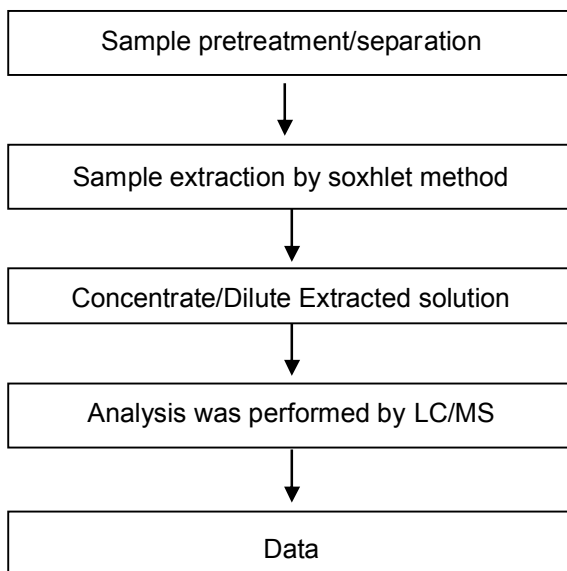 Sample pretreatment/separation
Sample extraction by soxhlet method
Concentrate/Dilute Extracted solution
Analysis was performed by LC/MS
Data